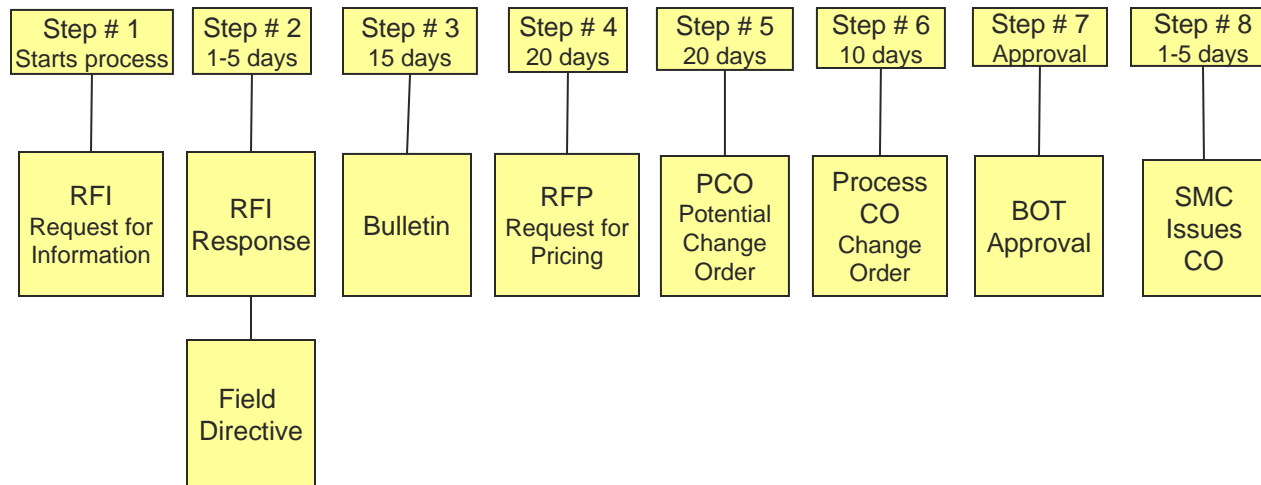 Step # 1
Starts process
Step # 2
1-5 days
Step # 3
15 days
Step # 4
20 days
Step # 5
20 days
Step # 6
10 days
Step # 7
Approval
Step # 8
1-5 days
RFI
Request for
Information
RFI
Response
Bulletin
RFP
Request for
Pricing
PCO
Potential
Change
Order
Process
CO
Change
Order
BOT
Approval
SMC
Issues
CO
Field
Directive